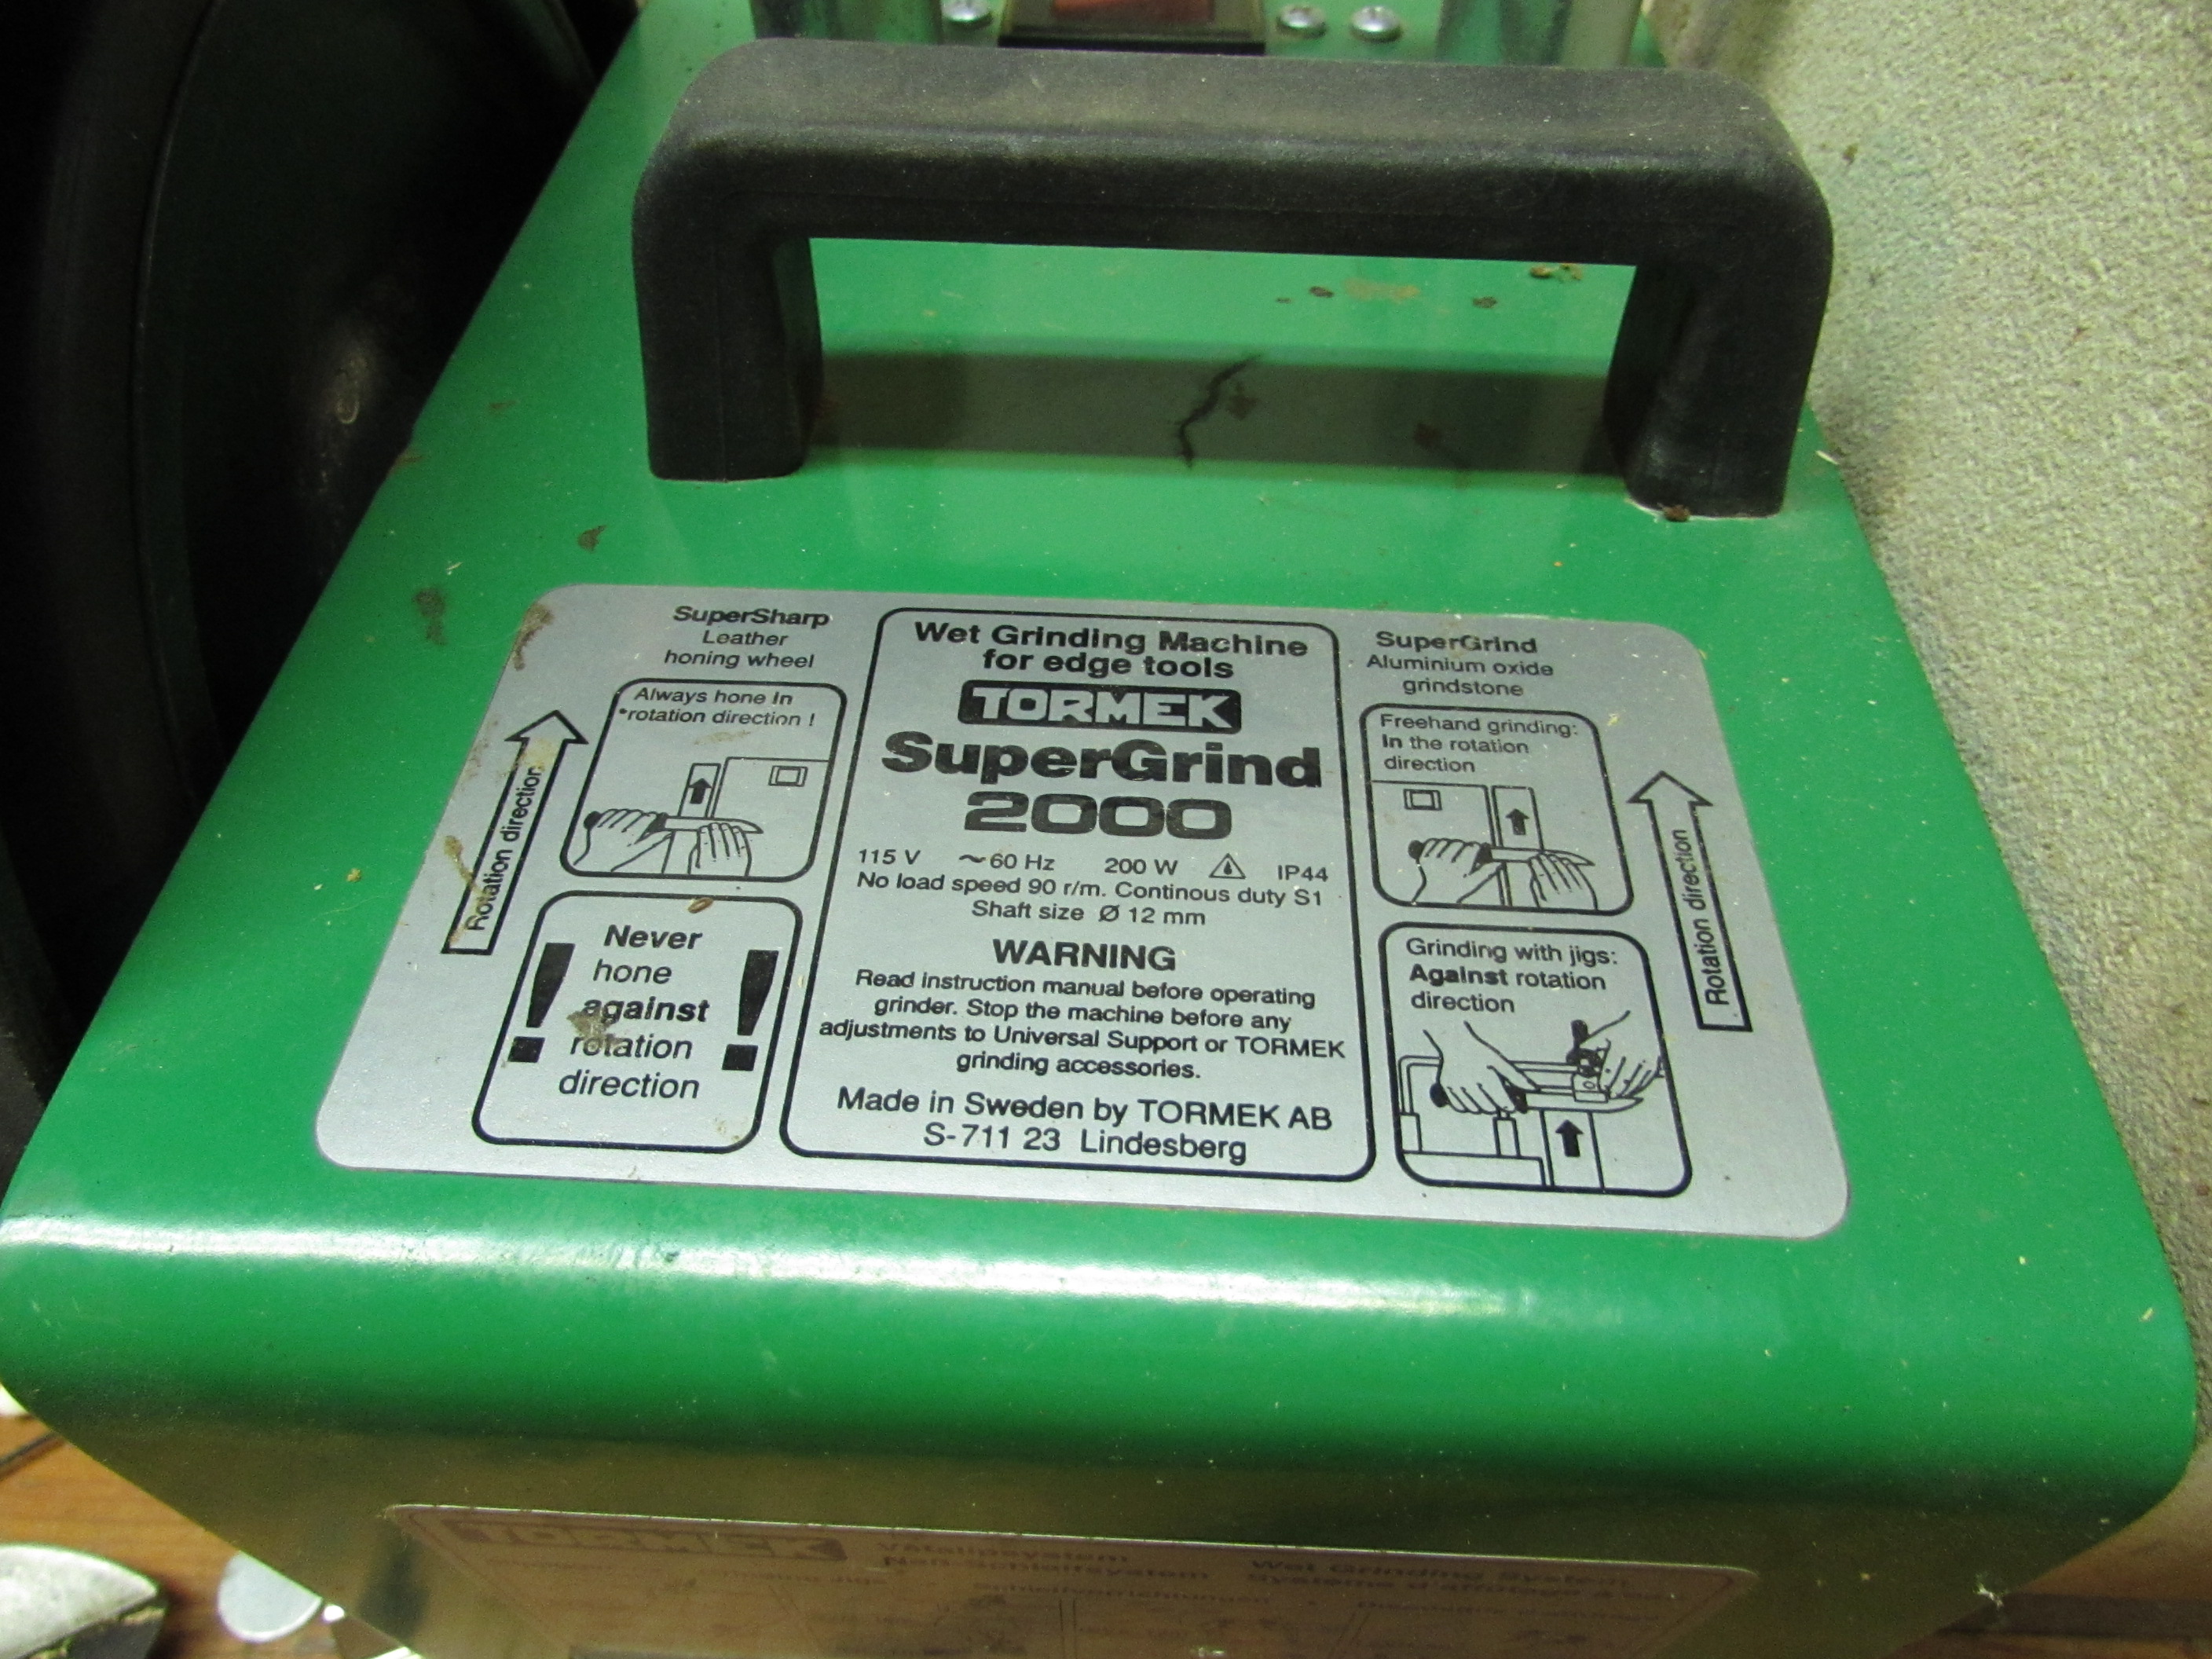 SuperSharp
Leather
honing wheel
Always hone in
rotation direction !
Rotation direction
Never
hone
against
rotation
direction
! !
Wet Grinding Machine
for edge tools
TORMEK
SuperGrind
2000
115 V ~60 Hz 200 W IP44
No load speed 90 r/m. Continous duty S1
Shaft size Ø 12 mm
WARNING
Read instruction manual before operating
grinder. Stop the machine before any
adjustments to Universal Support or TORMEK
grinding accessories.
Made in Sweden by TORMEK AB
S-711 23 Lindesberg
SuperGrind
Aluminium oxide
grindstone
Freehand grinding:
In the rotation
direction
Rotation direction
Grinding with jigs:
Against rotation
direction
TORMEK
Wet Grinding System